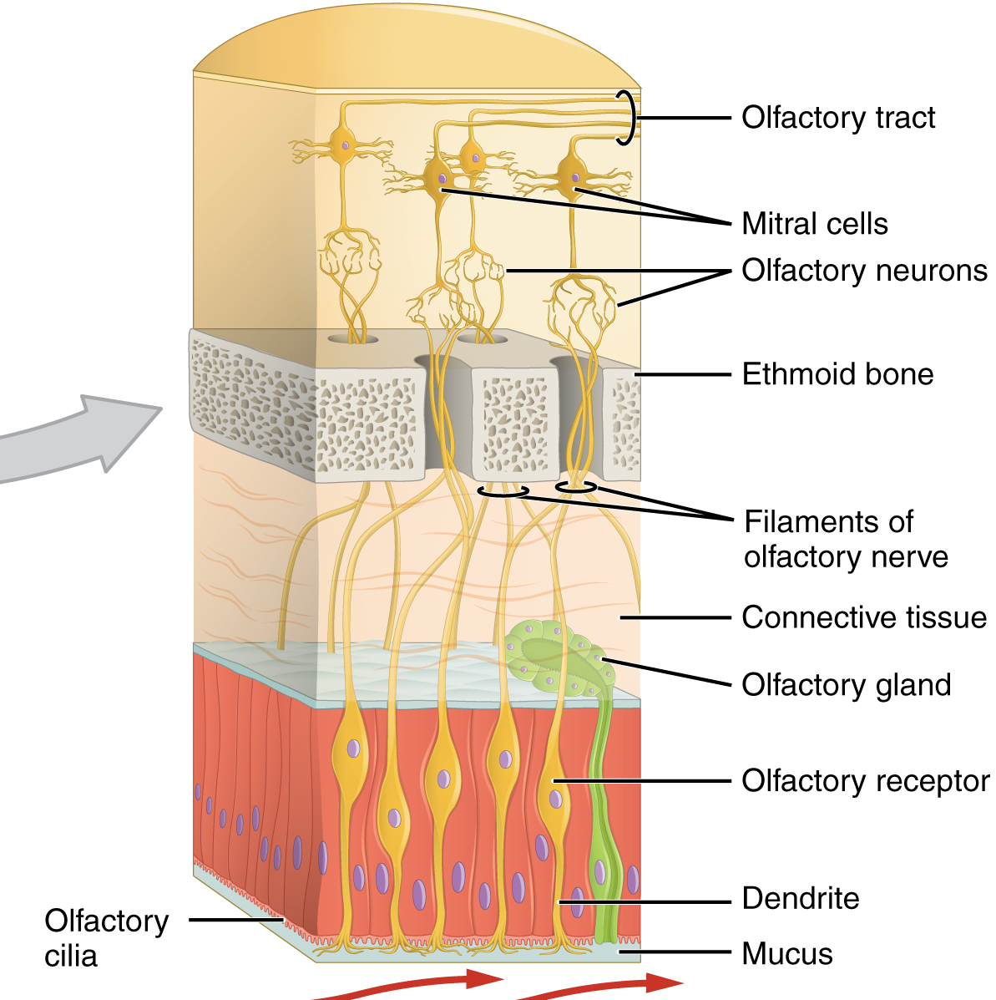 Olfactory tract
Mitral cells
Olfactory neurons
Ethmoid bone
Filaments of
olfactory nerve
Connective tissue
Olfactory gland
Olfactory receptor
Dendrite
Olfactory
cilia
Mucus